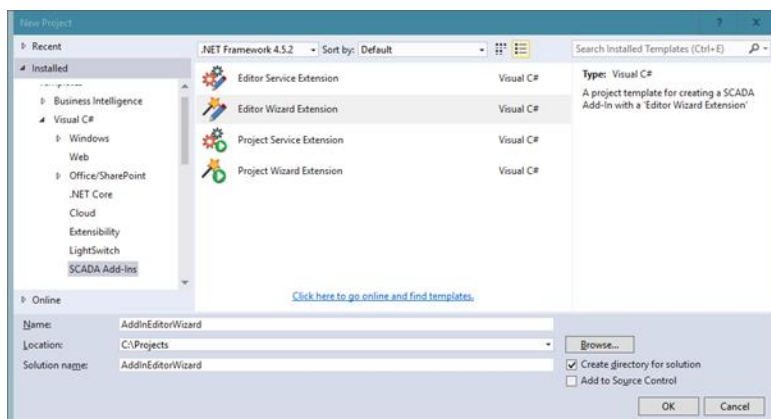 New Project
Recent
.NET Framework 4.5.2 Sort by: Default Search Installed Templates (Ctrl+E)
Installed
Templates
Business Intelligence
Visual C#
Windows
Web
Office/SharePoint
.NET Core
Cloud
Extensibility
LightSwitch
SCADA Add-Ins
Online
Editor Service Extension Visual C#
Editor Wizard Extension Visual C#
Project Service Extension Visual C#
Project Wizard Extension Visual C#
Click here to go online and find templates.
Type: Visual C#
A project template for creating a SCADA
Add-In with a 'Editor Wizard Extension'
Name: AddInEditorWizard
Location: C:\Projects Browse...
Solution name: AddInEditorWizard
Create directory for solution
Add to Source Control
OK Cancel